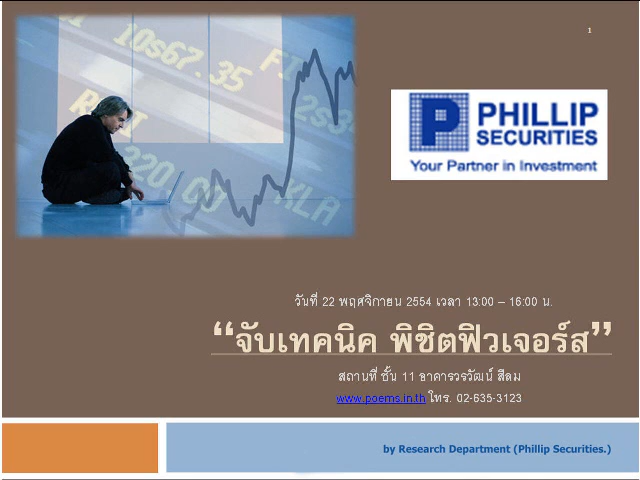 1
10s67.35
PHILLIP
SECURITIES
Your Partner in Investment
วันที่ 22 พฤศจิกายน 2554 เวลา 13:00 – 16:00 น.
“จับเทคนิค พิชิตฟิวเจอร์ส”
สถานที่ ชั้น 11 อาคารวรวัฒน์ สีลม
www.poems.in.th โทร. 02-635-3123
by Research Department (Phillip Securities.)